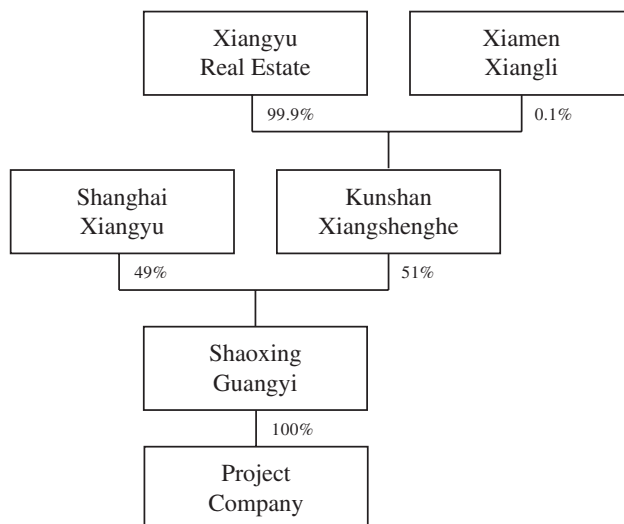 Xiangyu
Real Estate
Xiamen
Xiangli
99.9%
0.1%
Shanghai
Xiangyu
Kunshan
Xiangshenghe
49%
51%
Shaoxing
Guangyi
100%
Project
Company